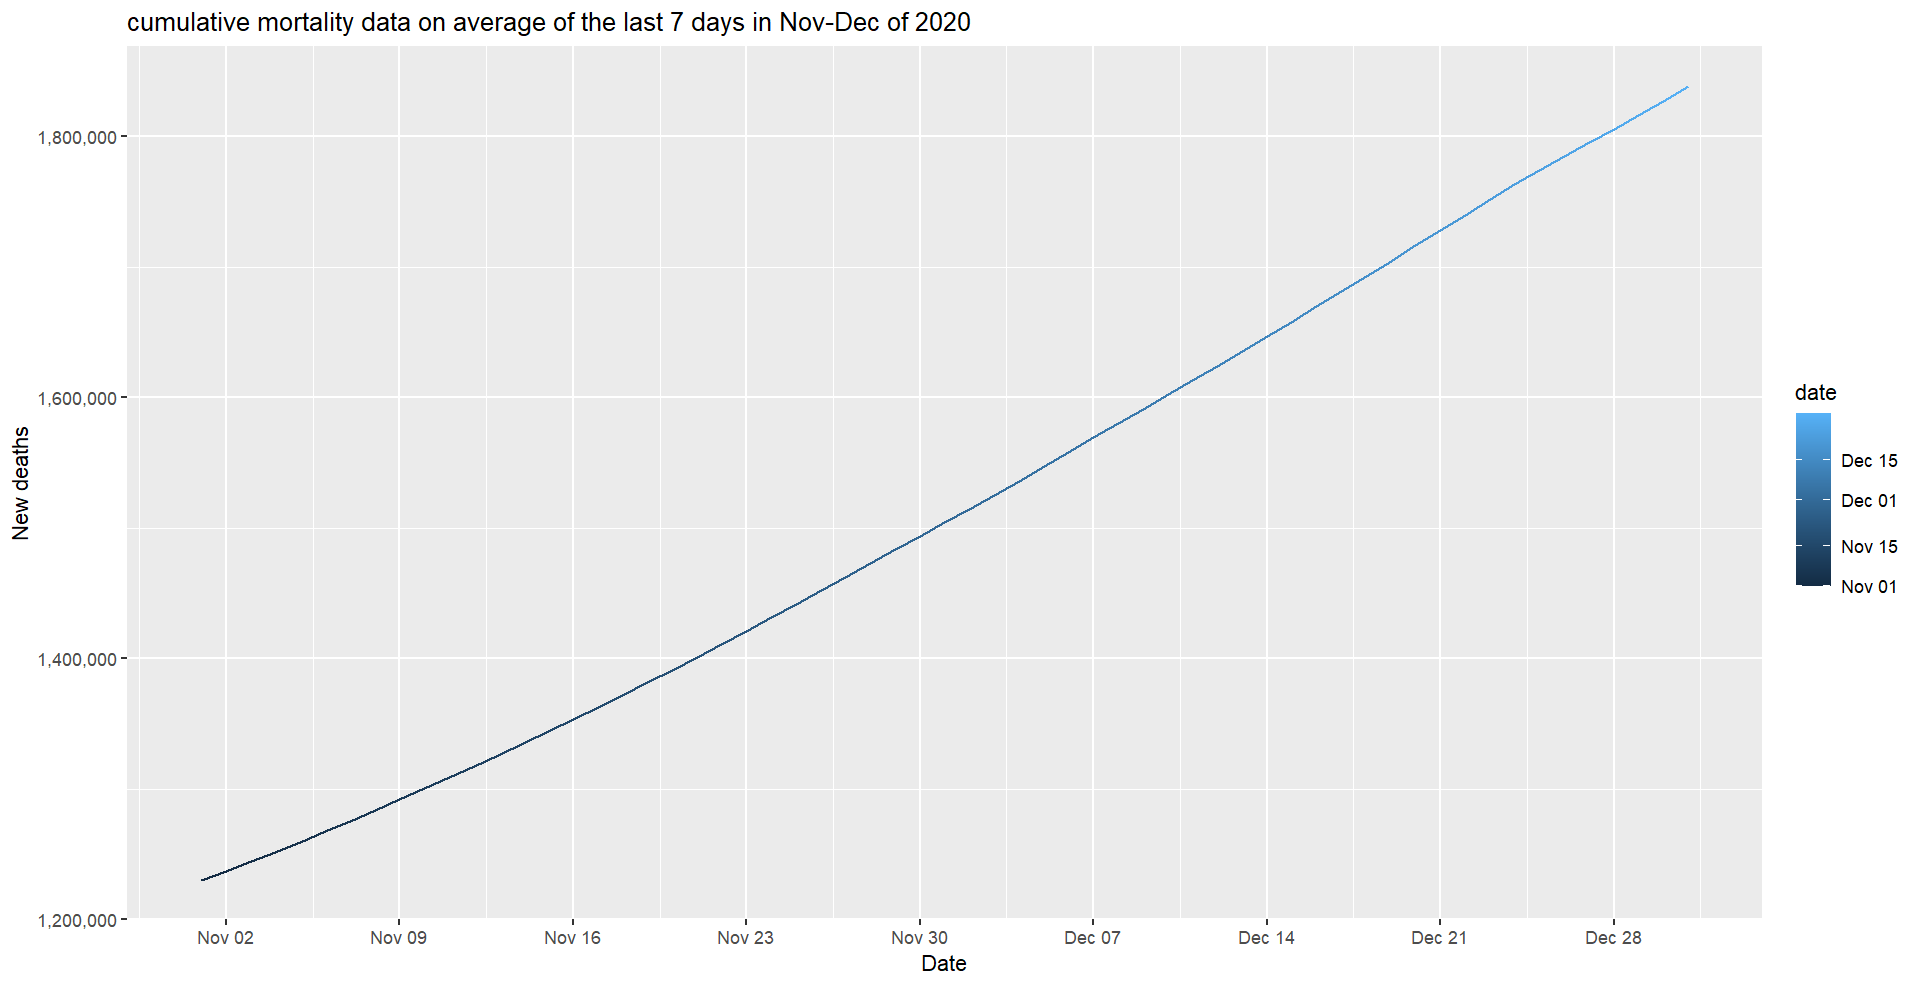 cumulative mortality data on average of the last 7 days in Nov-Dec of 2020
1,800,000
1,600,000
1,400,000
1,200,000
New deaths
Nov 02
Nov 09
Nov 16
Nov 23
Nov 30
Dec 07
Dec 14
Dec 21
Dec 28
Date
date
Dec 15
Dec 01
Nov 15
Nov 01